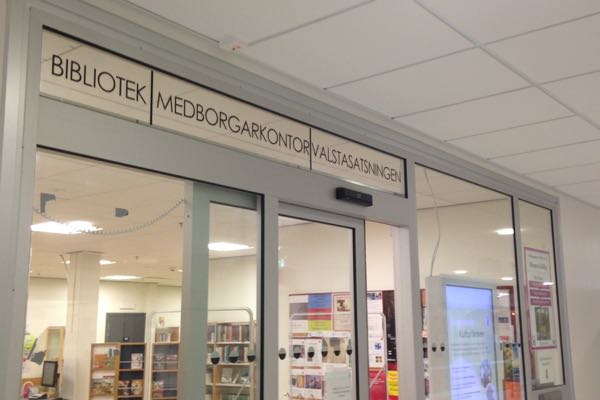 BIBLIOTEK
MEDBORGARKONTOR
VALSTASATSNINGEN